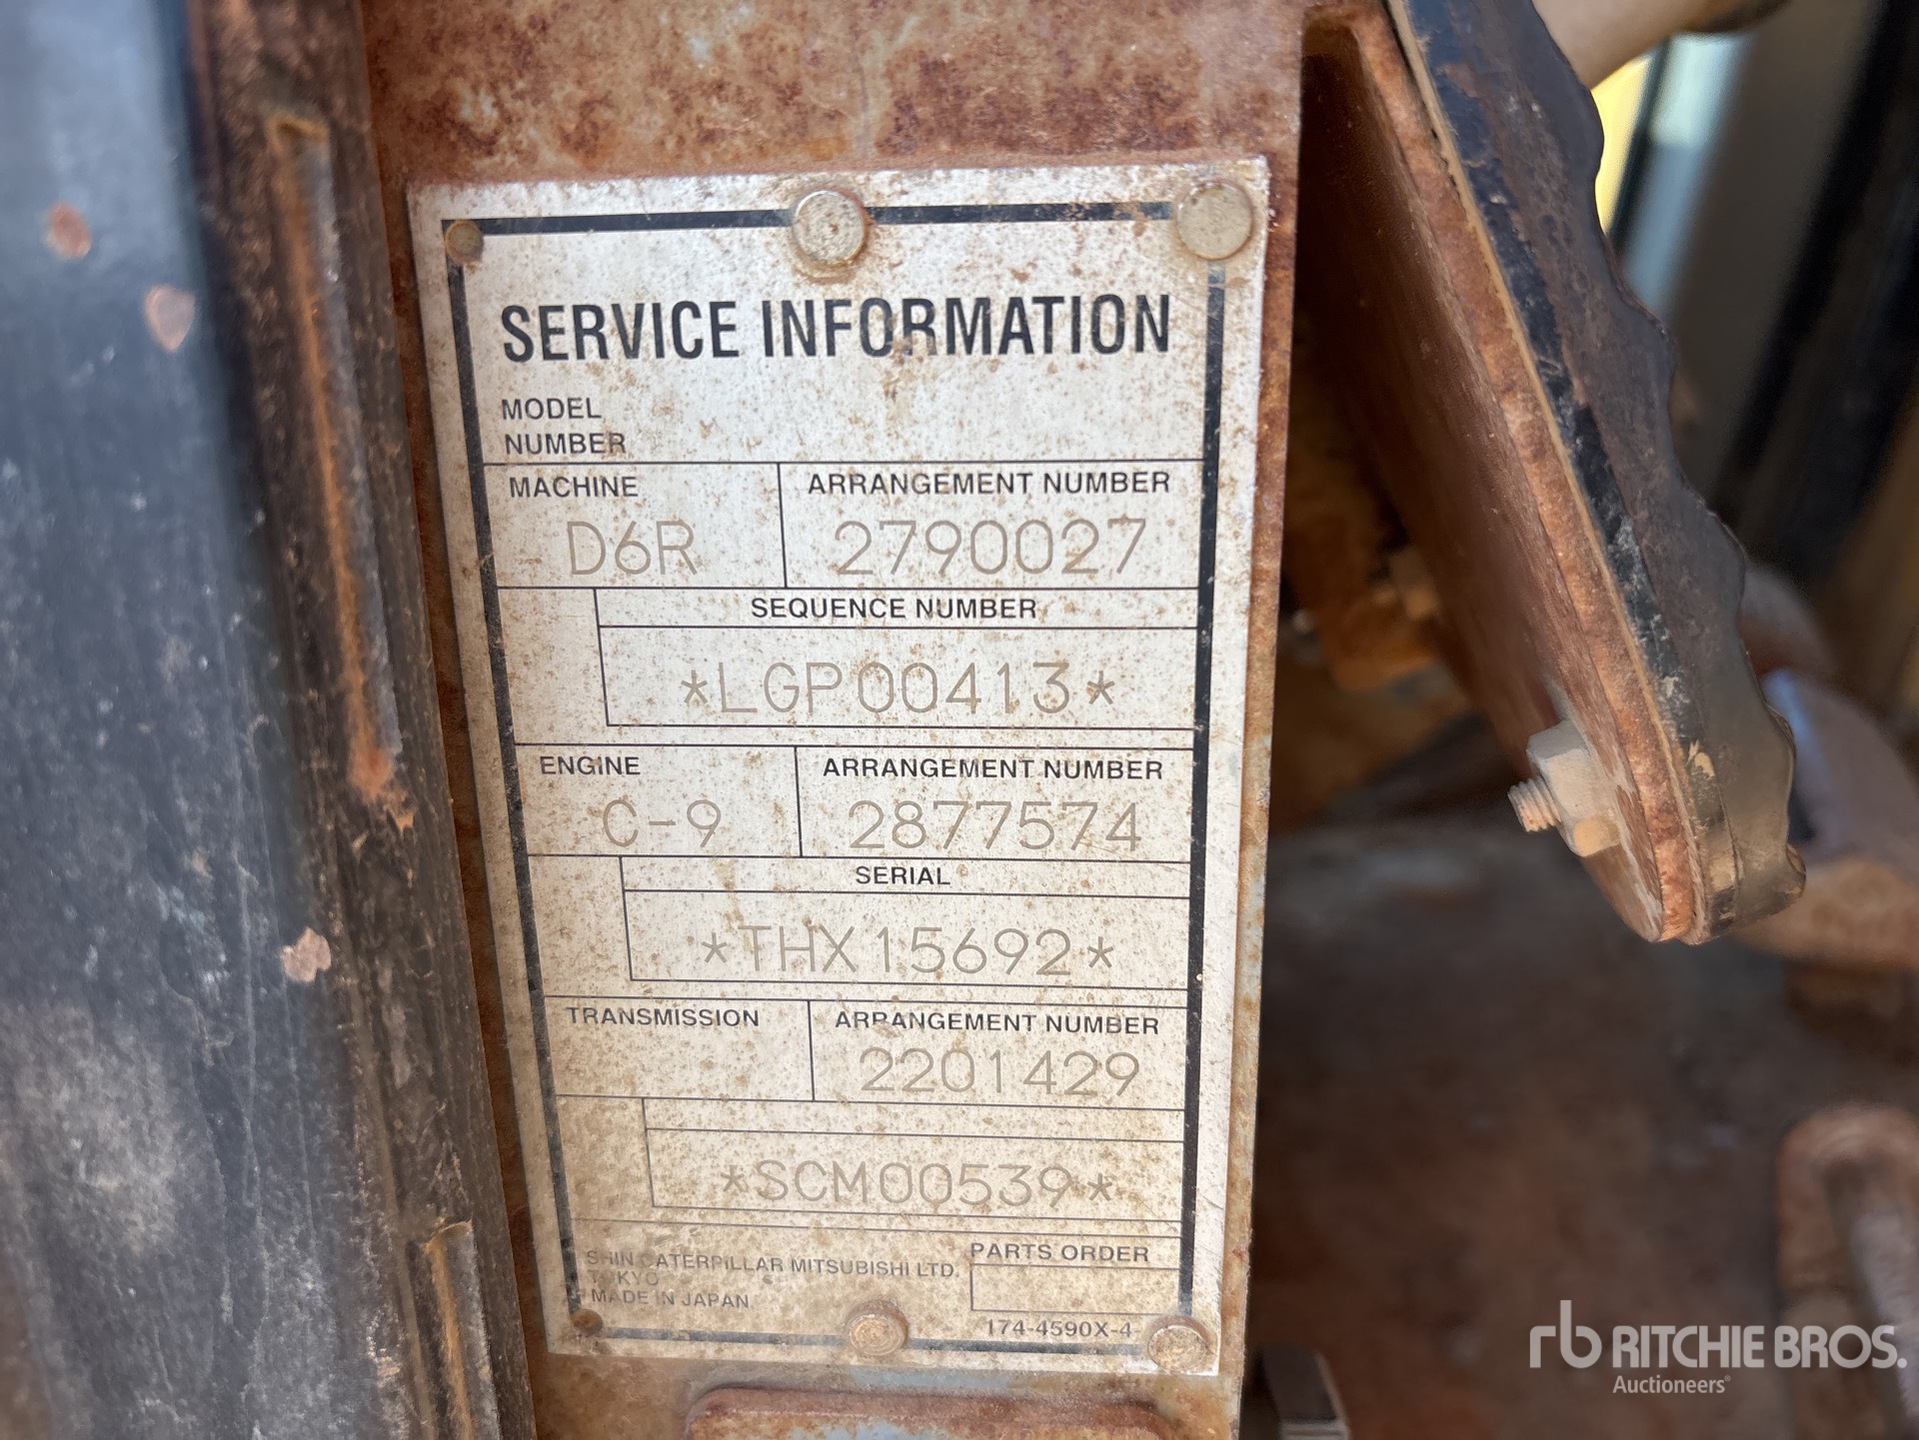 SERVICE INFORMATION
MODEL
NUMBER
MACHINE
ARRANGEMENT NUMBER
D6R
2790027
SEQUENCE NUMBER
*LGP00413*
ENGINE
ARRANGEMENT NUMBER
C-9
2877574
SERIAL
*THX15692*
TRANSMISSION
ARRANGEMENT NUMBER
2201429
*SCM00539*
SHIN CATERPILLAR MITSUBISHI LTD.
TOKYO
MADE IN JAPAN
PARTS ORDER
174-4590X-4
rb RITCHIE BROS.
Auctioneers®